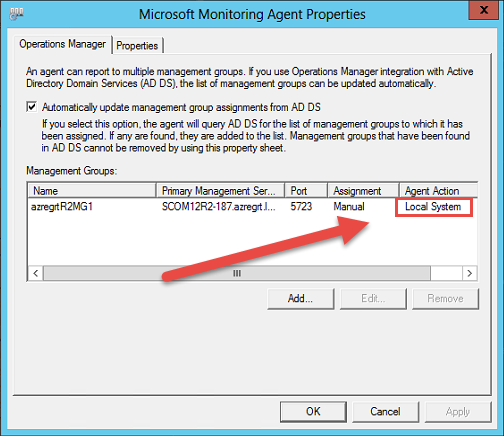 Microsoft Monitoring Agent Properties
x
Operations Manager Properties
An agent can report to multiple management groups. If you use Operations Manager integration with Active
Directory Domain Services (AD DS), the list of management groups can be updated automatically.
Automatically update management group assignments from AD DS
If you select this option, the agent will query AD DS for the list of management groups to which it has
been assigned. If any are found, they are added to the list. Management groups that have been found
in AD DS cannot be removed by using this property sheet.
Management Groups:
Name Primary Management Ser... Port Assignment Agent Action
azregrtR2MG1 SCOM12R2-187.azregrt.l... 5723 Manual Local System
Add... Edit... Remove
OK Cancel Apply